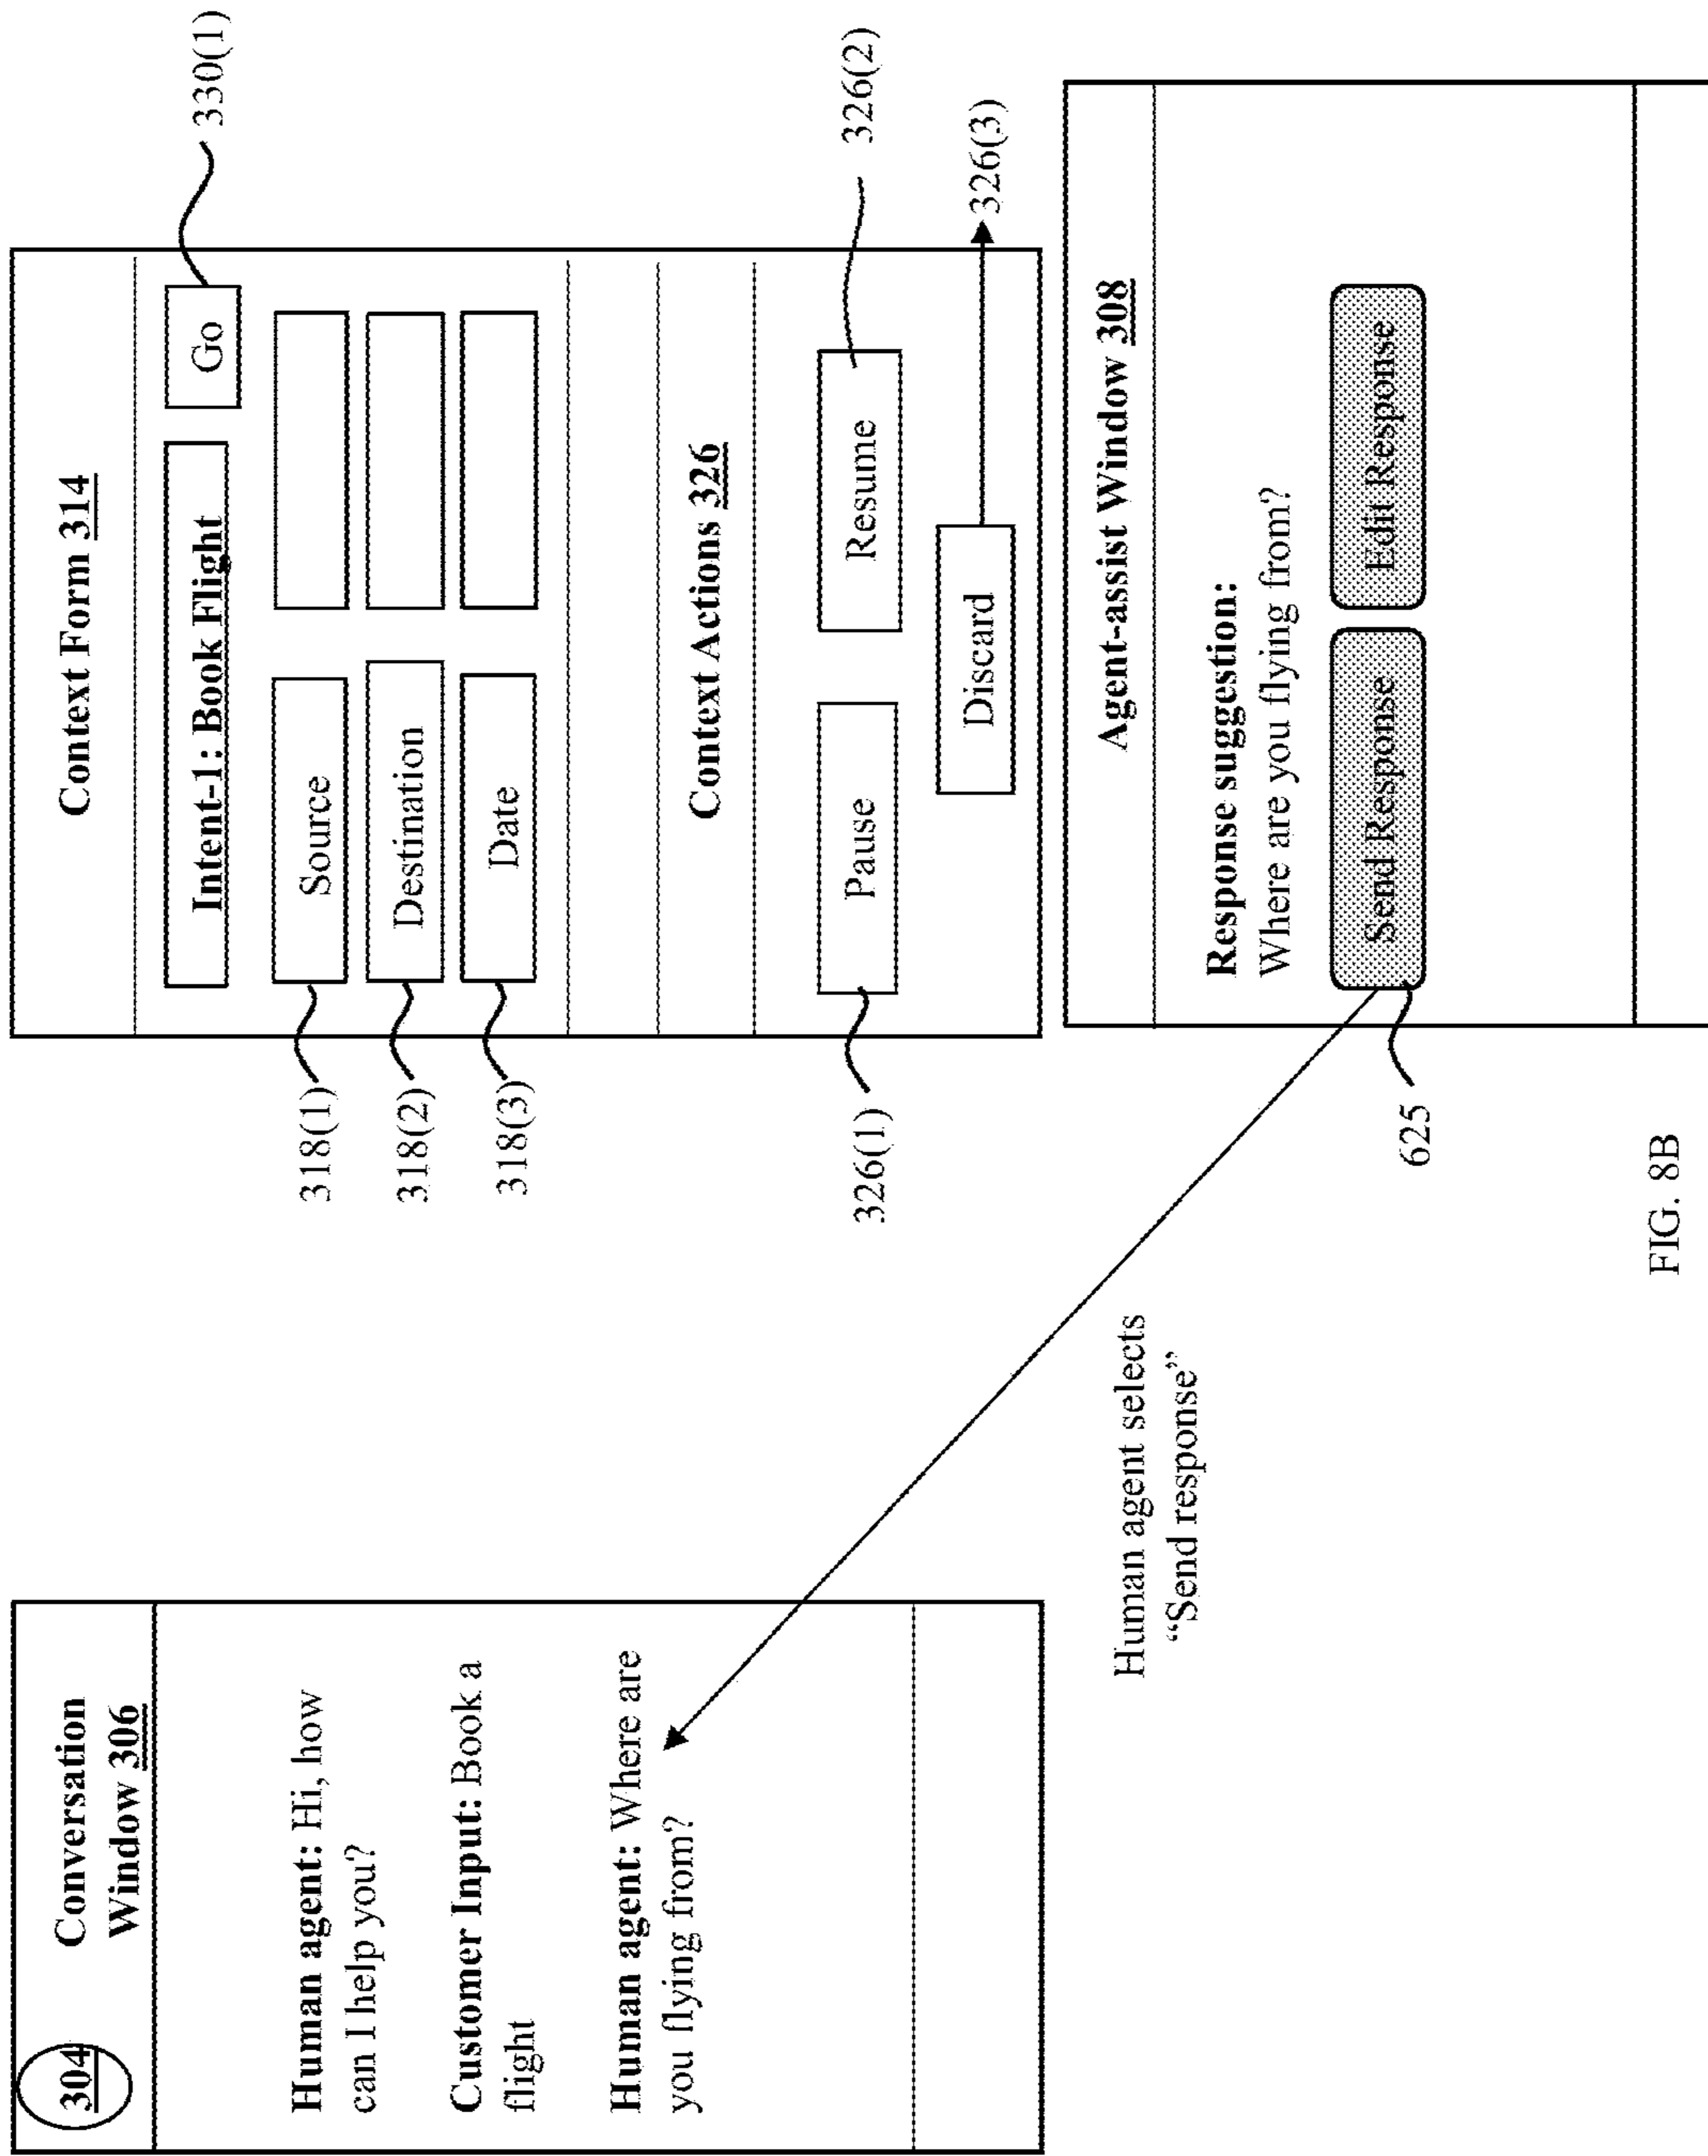 304
Conversation
Window 306
Human agent: Hi, how
can I help you?
Customer Input: Book a
flight
Human agent: Where are
you flying from?
Human agent selects
“Send response”
Context Form 314
Intent-1: Book Flight
Go
330(1)
318(1)
Source
318(2)
Destination
318(3)
Date
Context Actions 326
326(1)
Pause
Resume
326(2)
Discard
326(3)
Agent-assist Window 308
Response suggestion:
Where are you flying from?
Send Response
Edit Response
625
FIG. 8B